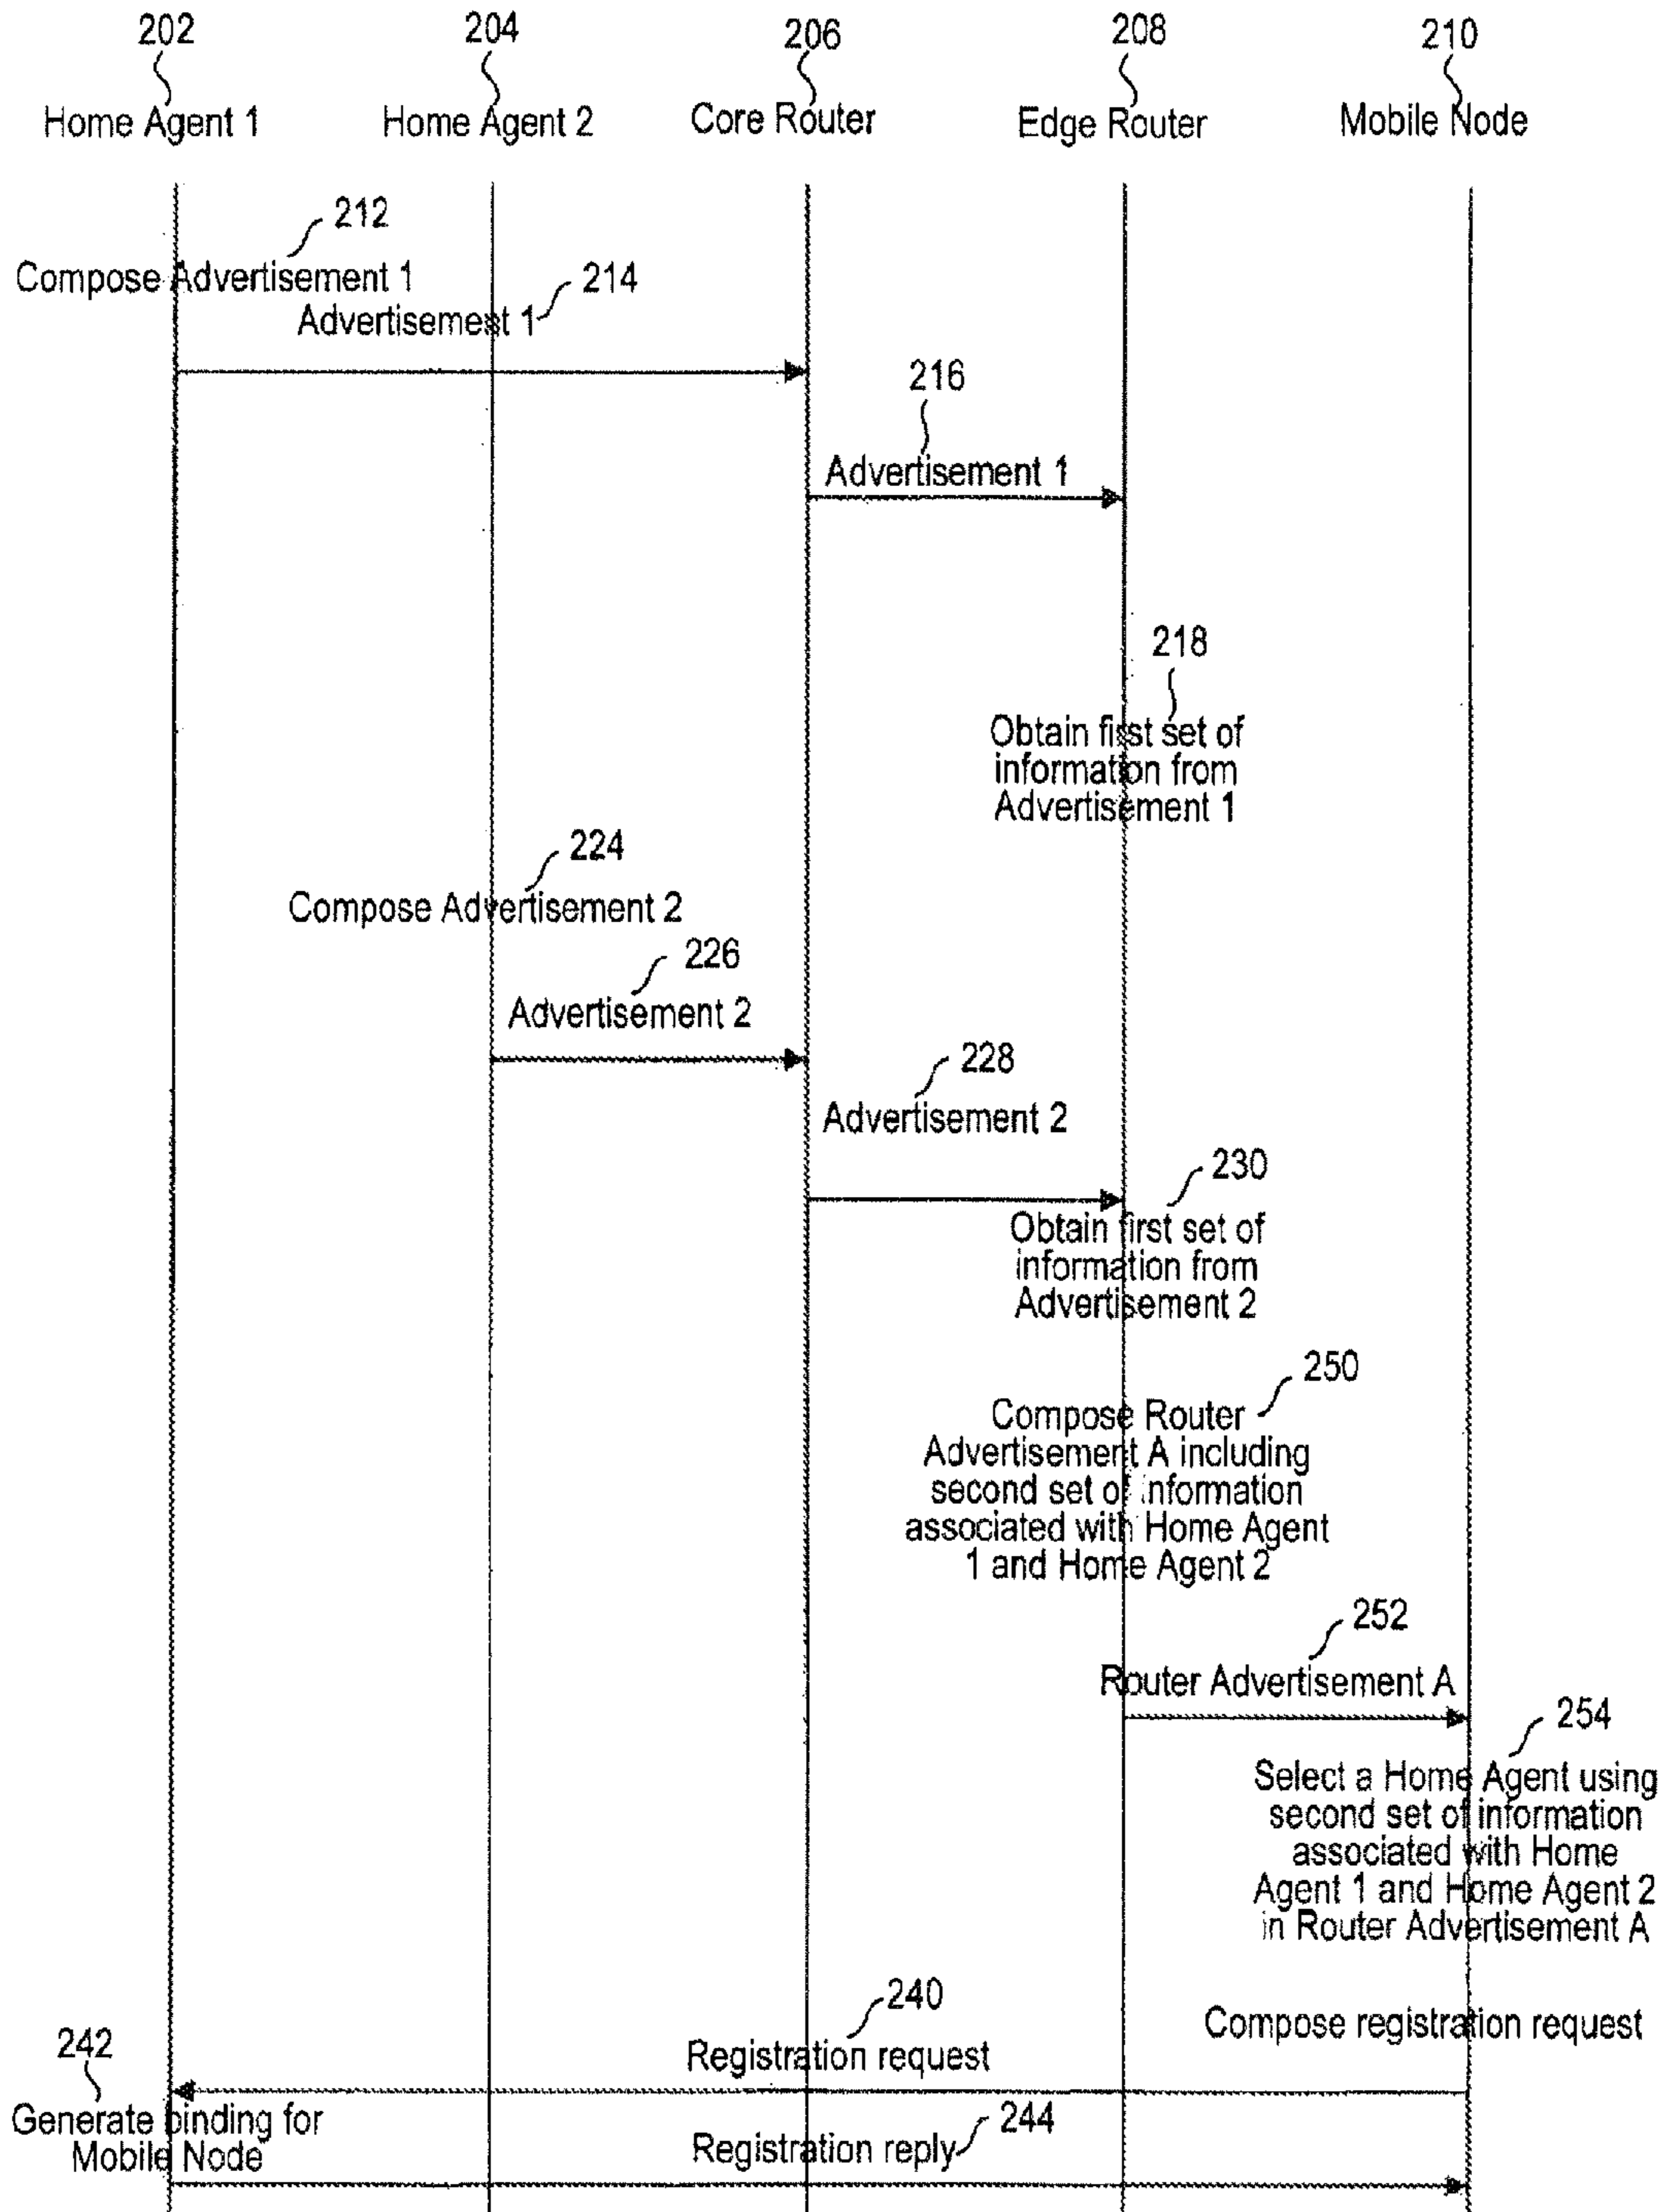 202
204
206
208
210
Home Agent 1
Home Agent 2
Core Router
Edge Router
Mobile Node
212
Compose Advertisement 1
214
Advertisement 1
216
Advertisement 1
218
Obtain first set of
information from
Advertisement 1
224
Compose Advertisement 2
226
Advertisement 2
228
Advertisement 2
230
Obtain first set of
information from
Advertisement 2
250
Compose Router
Advertisement A including
second set of information
associated with Home Agent
1 and Home Agent 2
252
Router Advertisement A
254
Select a Home Agent using
second set of information
associated with Home
Agent 1 and Home Agent 2
in Router Advertisement A
Compose registration request
240
Registration request
242
Generate binding for
Mobile Node
244
Registration reply